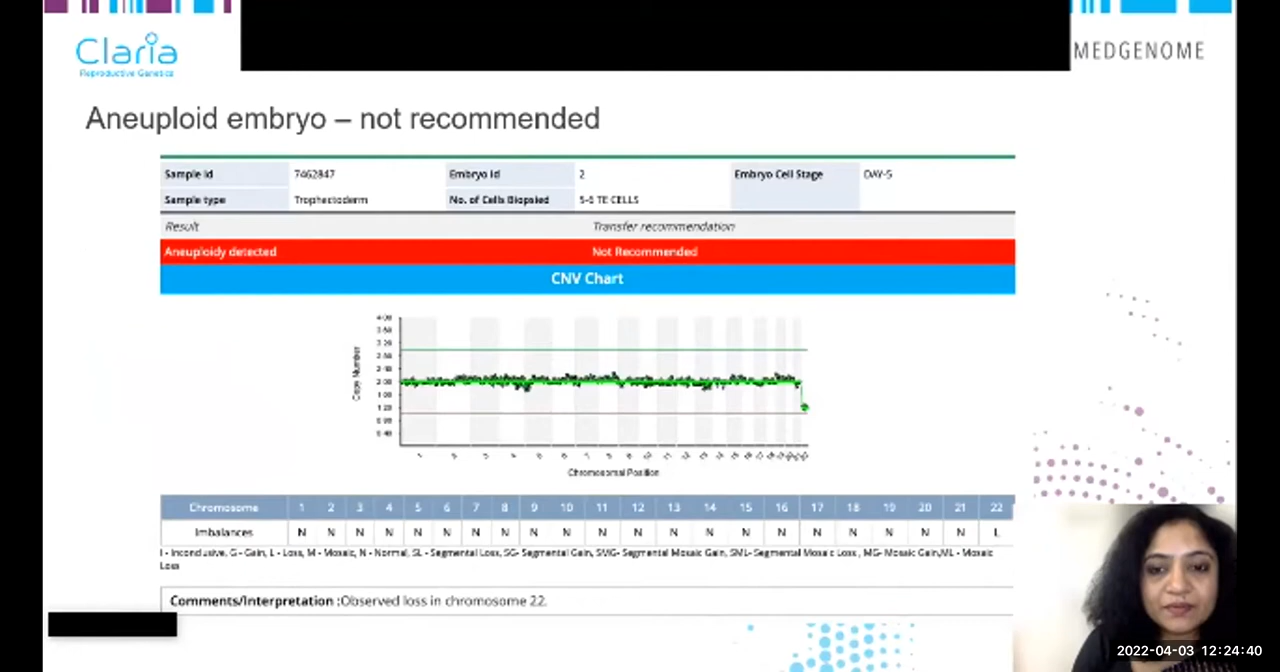 Claria
Reproductive Genetics
MEDGENOME
Aneuploid embryo – not recommended
Sample Id 7462847 Embryo Id 2 Embryo Cell Stage DAY-5
Sample type Trophectoderm No. of Cells Biopsied 5-6 TE CELLS
Result Transfer recommendation
Aneuploidy detected Not Recommended
CNV Chart
Copy Number
Chromosomal Position
Chromosome 1 2 3 4 5 6 7 8 9 10 11 12 13 14 15 16 17 18 19 20 21 22
Imbalances N N N N N N N N N N N N N N N N N N N N N L
I - Inconclusive, G - Gain, L - Loss, M - Mosaic, N - Normal, SL - Segmental Loss, SG- Segmental Gain, SMG- Segmental Mosaic Gain, SML- Segmental Mosaic Loss , MG- Mosaic Gain,ML - Mosaic
Loss
Comments/Interpretation :Observed loss in chromosome 22.
2022-04-03 12:24:40